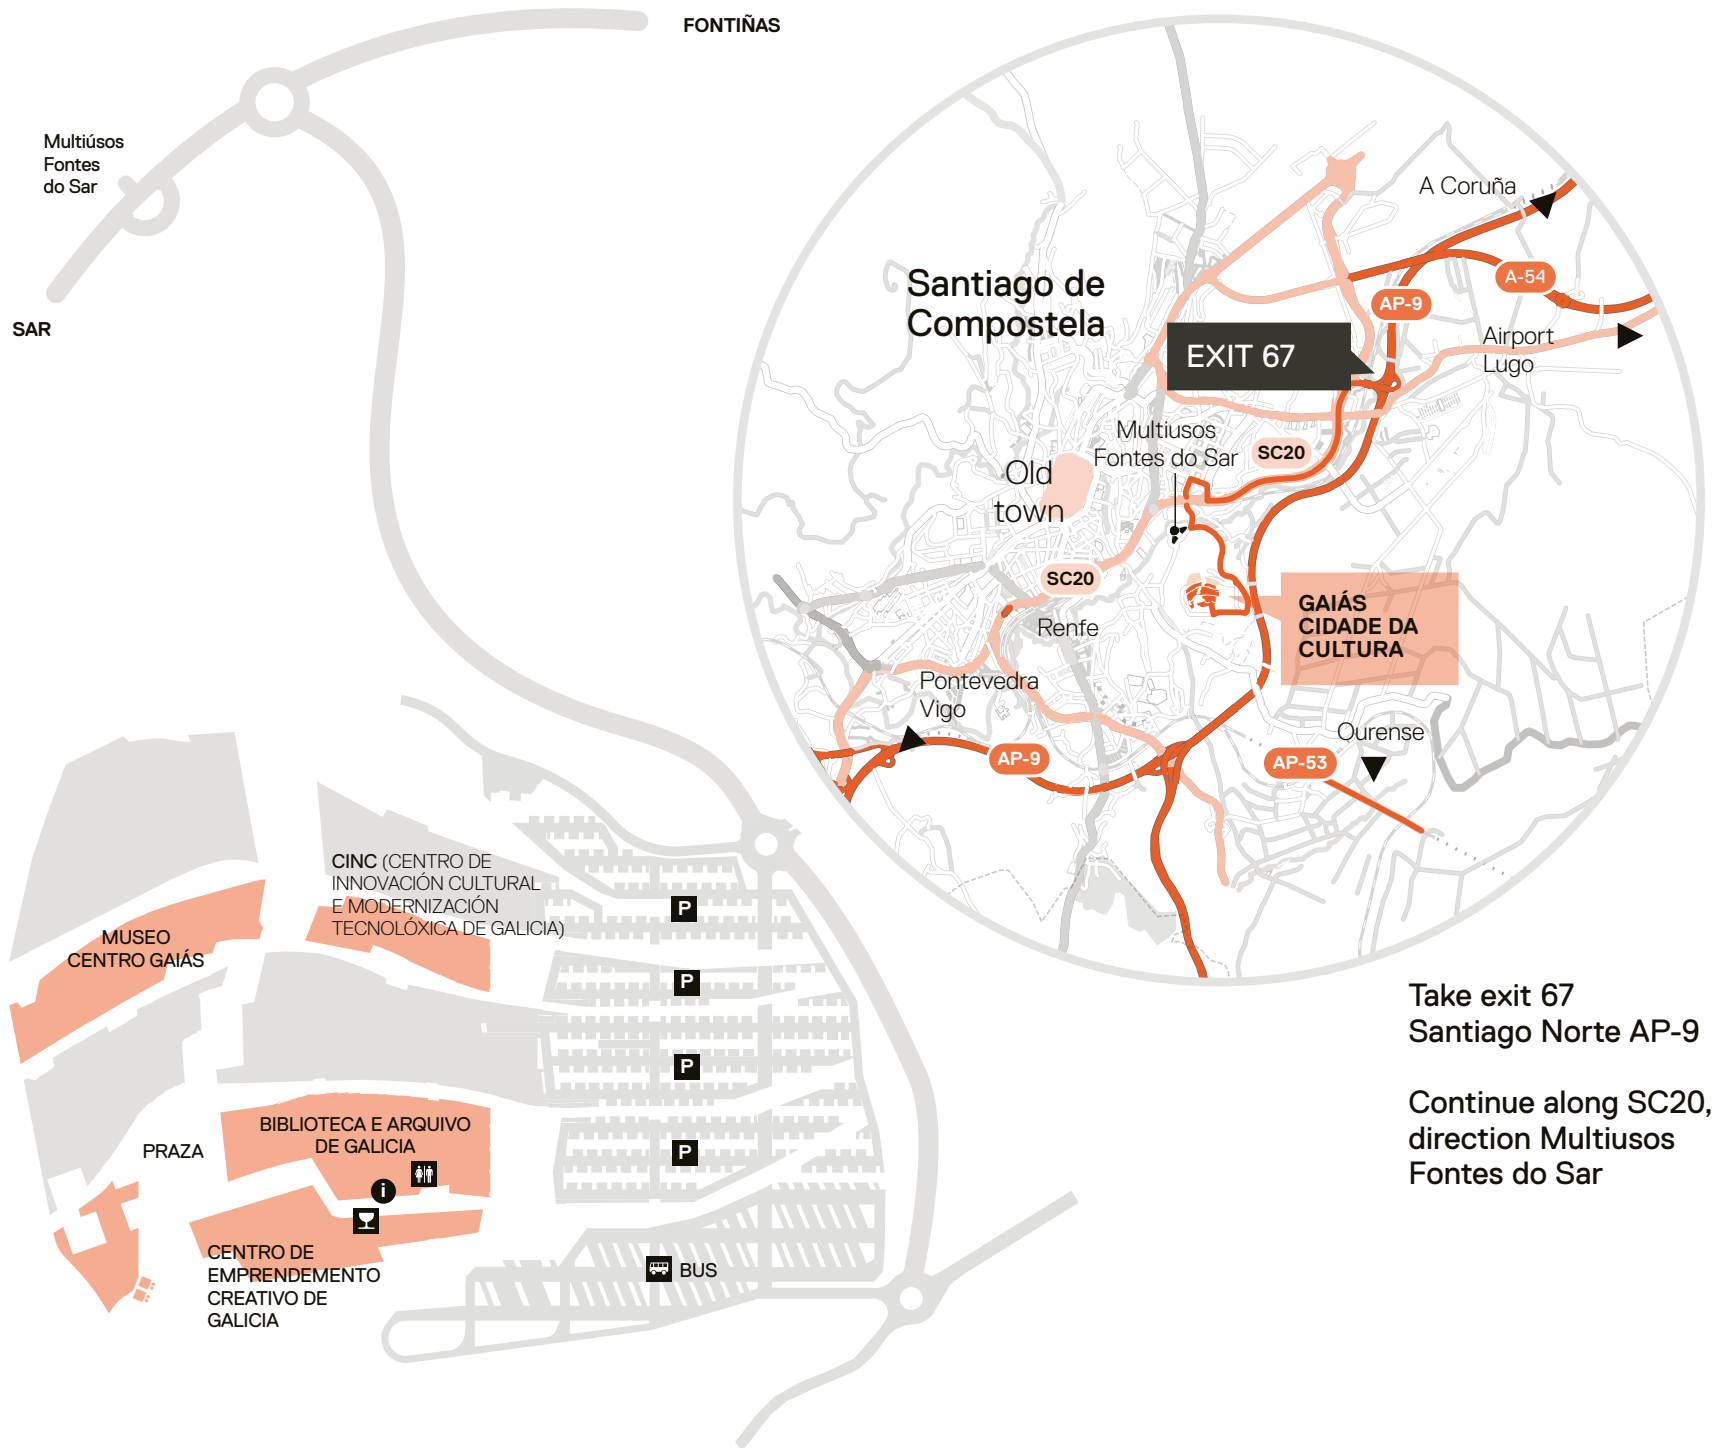 FONTIÑAS
Multiúsos
Fontes
do Sar
SAR
A Coruña
A-54
AP-9
Santiago de
Compostela
EXIT 67
Airport
Lugo
Multiusos
Fontes do Sar
SC20
Old
town
SC20
Renfe
GAIÁS
CIDADE DA
CULTURA
Pontevedra
Vigo
AP-9
Ourense
AP-53
CINC (CENTRO DE
INNOVACIÓN CULTURAL
E MODERNIZACIÓN
TECNOLÓXICA DE GALICIA)
MUSEO
CENTRO GAIÁS
P
P
P
P
BIBLIOTECA E ARQUIVO
DE GALICIA
PRAZA
i
CENTRO DE
EMPRENDEMENTO
CREATIVO DE
GALICIA
BUS
Take exit 67
Santiago Norte AP-9
Continue along SC20,
direction Multiusos
Fontes do Sar